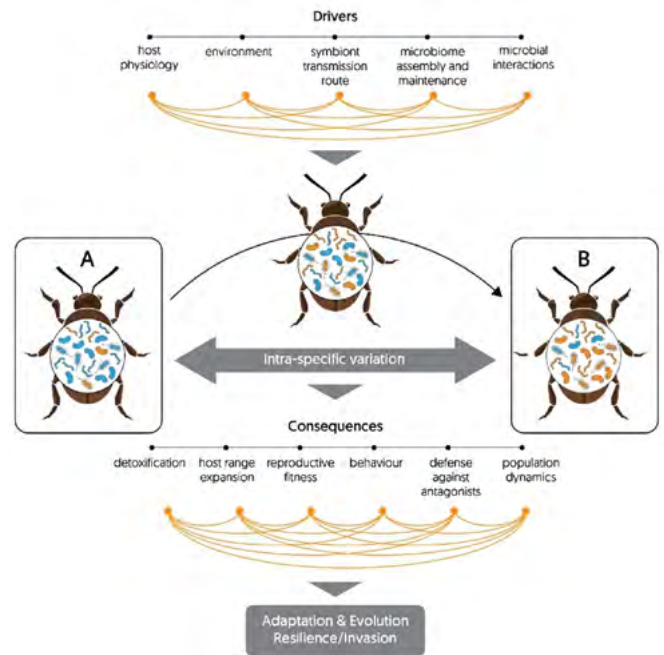 Drivers
host physiology
environment
symbiont transmission route
microbiome assembly and maintenance
microbial interactions
A
B
Intra-specific variation
Consequences
detoxification
host range expansion
reproductive fitness
behaviour
defense against antagonists
population dynamics
Adaptation & Evolution
Resilience/Invasion